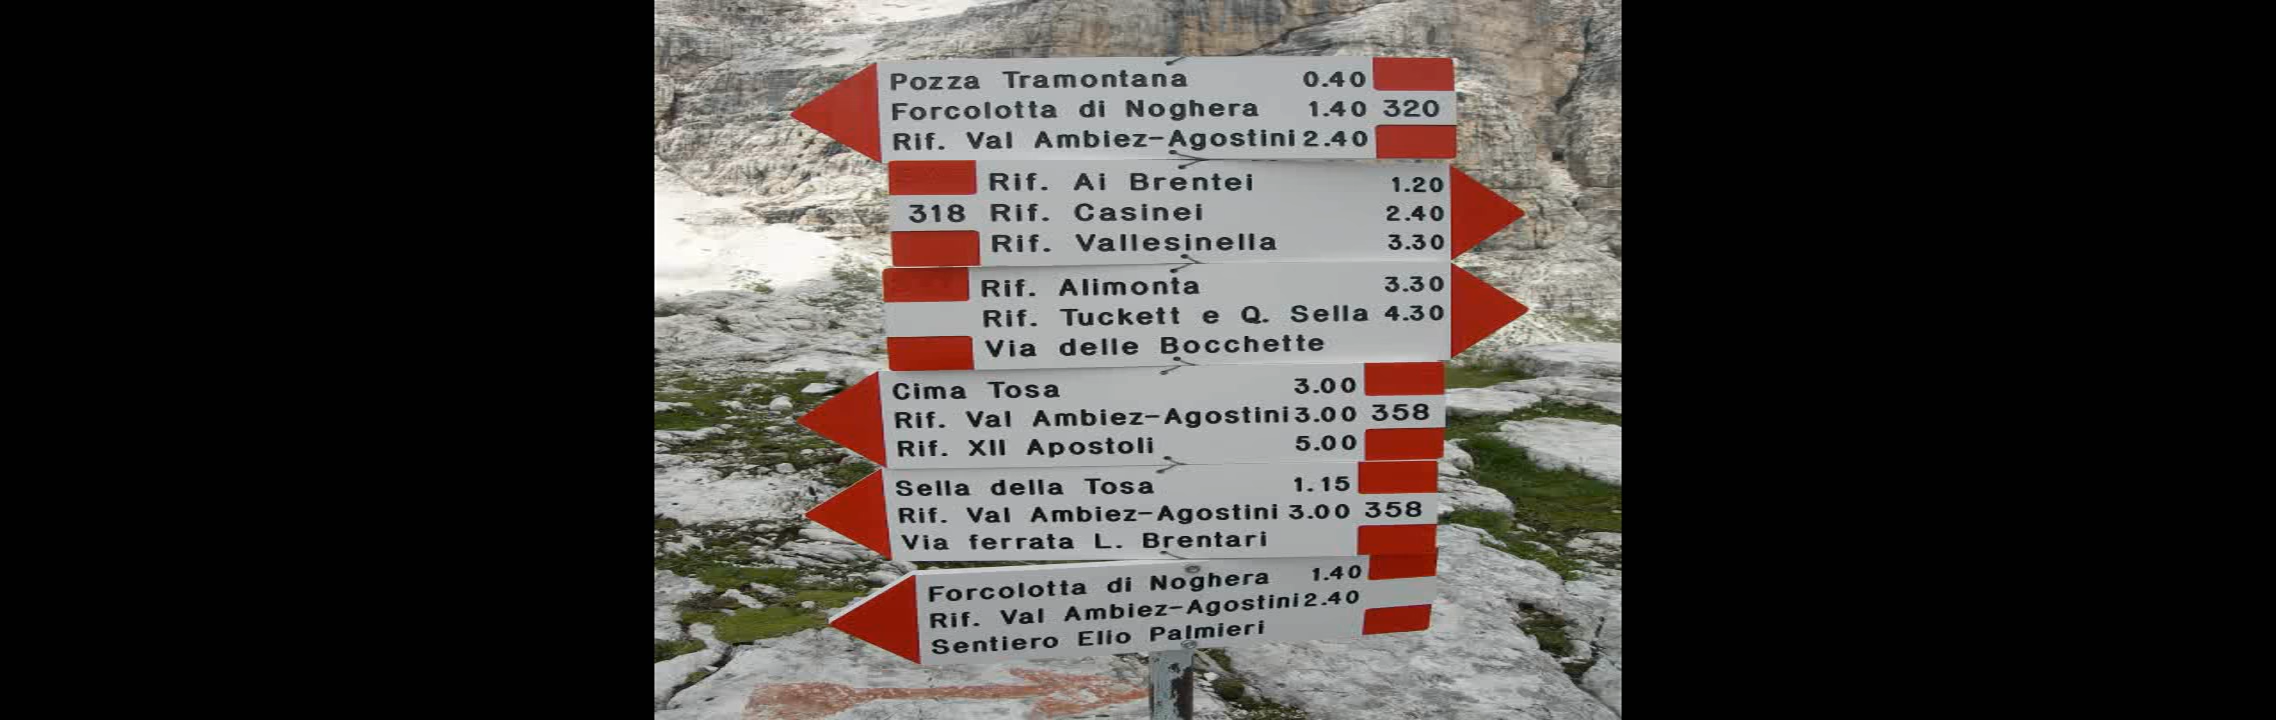 Pozza Tramontana 0.40
Forcolotta di Noghera 1.40 320
Rif. Val Ambiez-Agostini 2.40
Rif. Ai Brentei 1.20
318 Rif. Casinei 2.40
Rif. Vallesinella 3.30
Rif. Alimonta 3.30
Rif. Tuckett e Q. Sella 4.30
Via delle Bocchette
Cima Tosa 3.00
Rif. Val Ambiez-Agostini 3.00 358
Rif. XII Apostoli 5.00
Sella della Tosa 1.15
Rif. Val Ambiez-Agostini 3.00 358
Via ferrata L. Brentari
Forcolotta di Noghera 1.40
Rif. Val Ambiez-Agostini 2.40
Sentiero Elio Palmieri